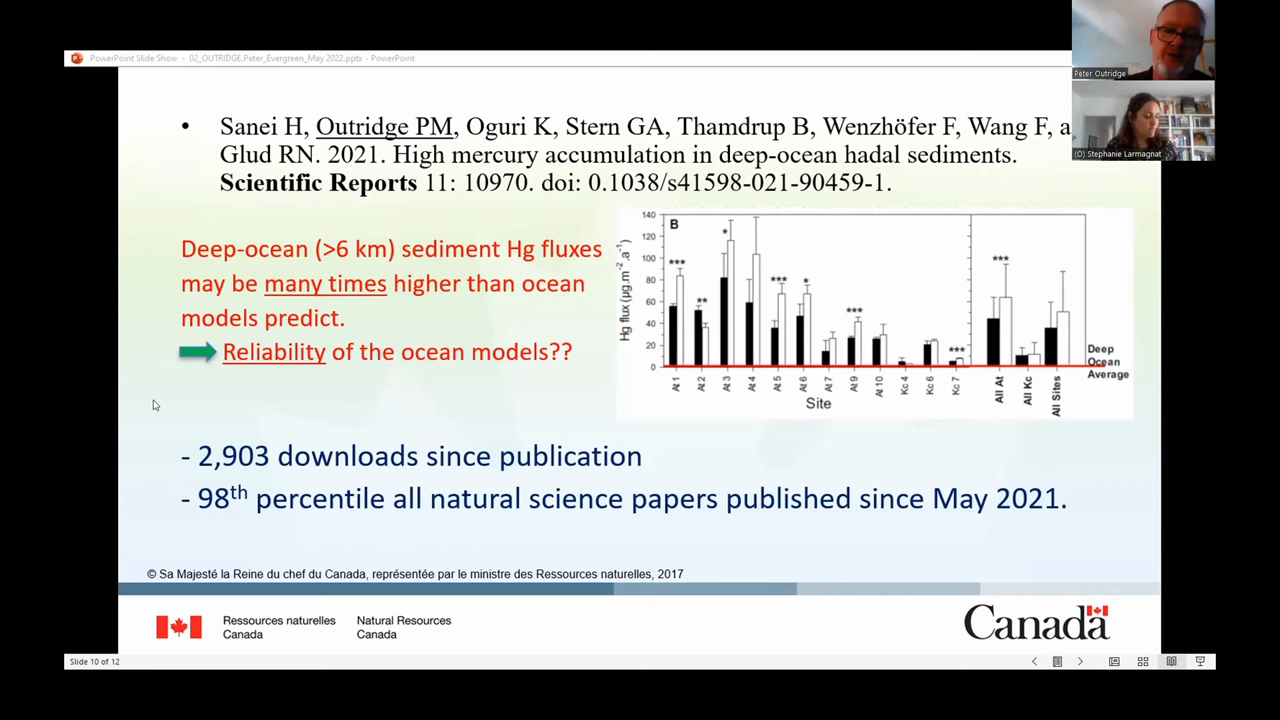 PowerPoint Slide Show - 02_OUTRIDGE.Peter_Evergreen_May 2022.pptx - PowerPoint
Peter Outridge
(O) Stephanie Larmagnat
• Sanei H, Outridge PM, Oguri K, Stern GA, Thamdrup B, Wenzhöfer F, Wang F, a
Glud RN. 2021. High mercury accumulation in deep-ocean hadal sediments.
Scientific Reports 11: 10970. doi: 0.1038/s41598-021-90459-1.
Deep-ocean (>6 km) sediment Hg fluxes
may be many times higher than ocean
models predict.
Reliability of the ocean models??
B
Hg flux (µg.m⁻².a⁻¹)
140
120
100
80
60
40
20
0
***
**
*
***
*
***
***
***
At 1 At 2 At 3 At 4 At 5 At 6 At 7 At 9 At 10 Kc 4 Kc 6 Kc 7 All At All Kc All Sites
Site
Deep
Ocean
Average
- 2,903 downloads since publication
- 98th percentile all natural science papers published since May 2021.
© Sa Majesté la Reine du chef du Canada, représentée par le ministre des Ressources naturelles, 2017
Ressources naturelles Natural Resources
Canada Canada
Canada
Slide 10 of 12